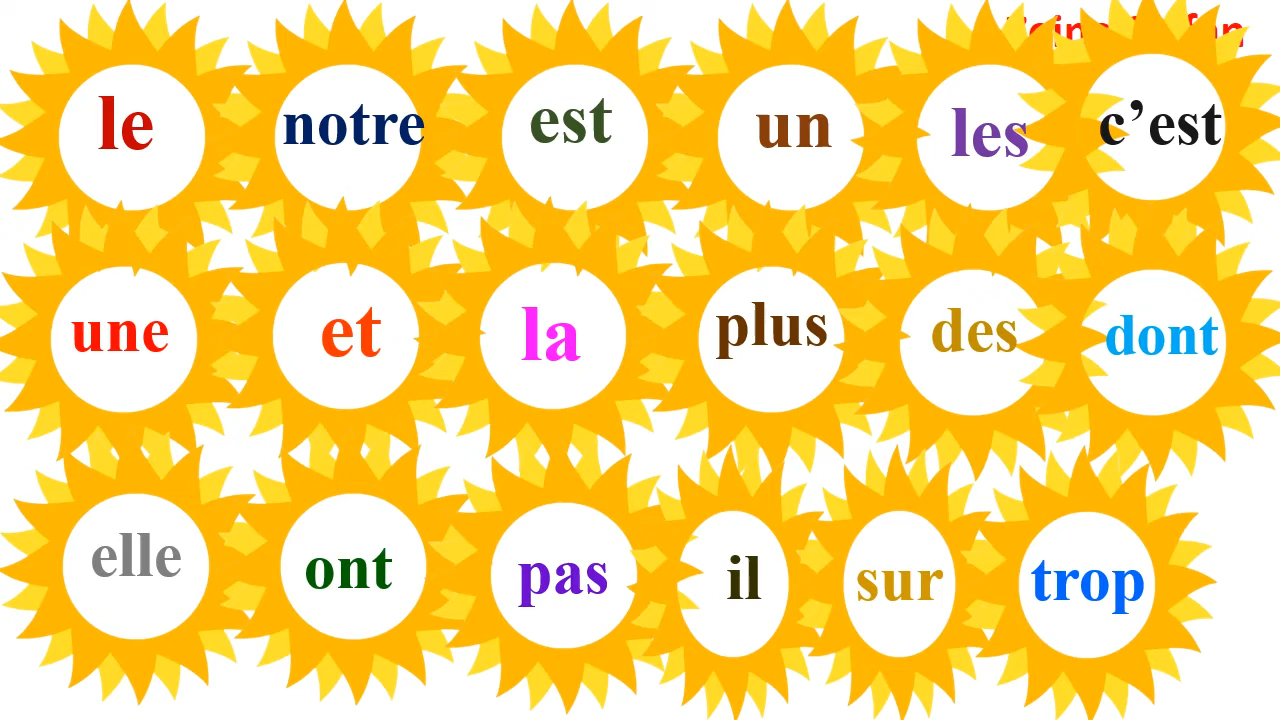 le notre est un les c’est
une et la plus des dont
elle ont pas il sur trop